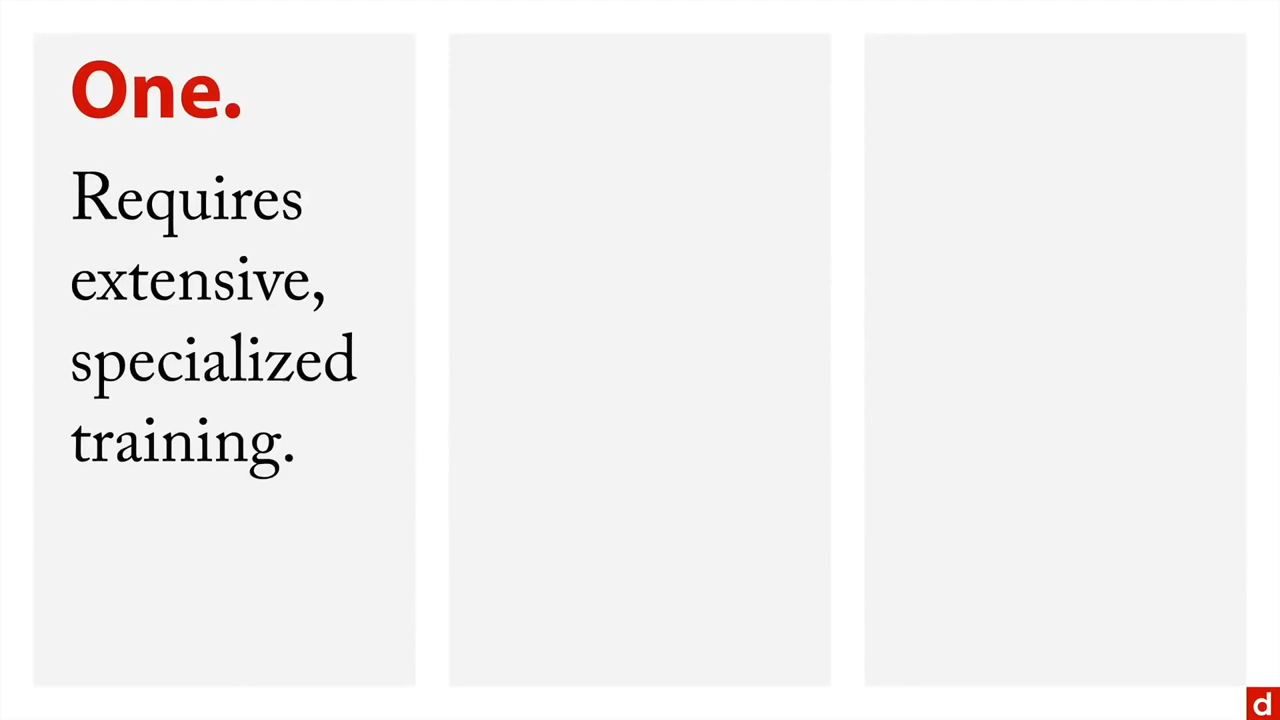 One.
Requires
extensive,
specialized
training.
d